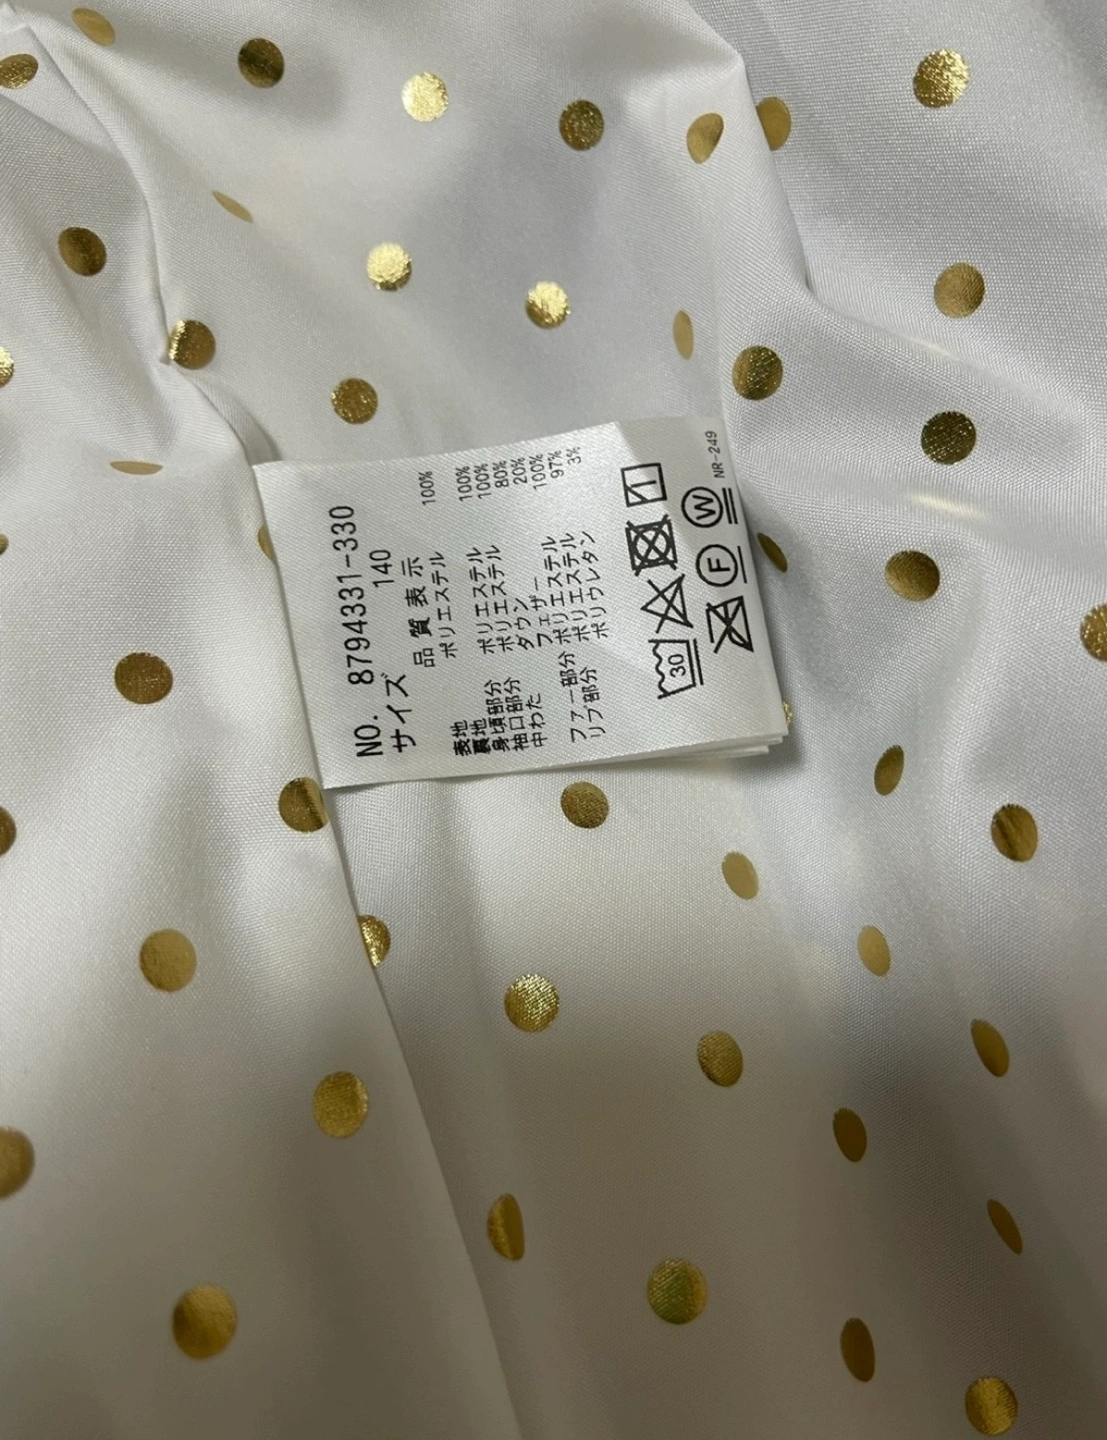 NO. 8794331-330
サイズ 140
品質表示
表地 ポリエステル 100%
裏地
身頃部分 ポリエステル 100%
袖口部分 ポリエステル 100%
中わた ダウン 80%
フェザー 20%
ファー部分 ポリエステル 100%
リブ部分 ポリエステル 97%
ポリウレタン 3%
30
F
W
NR-249